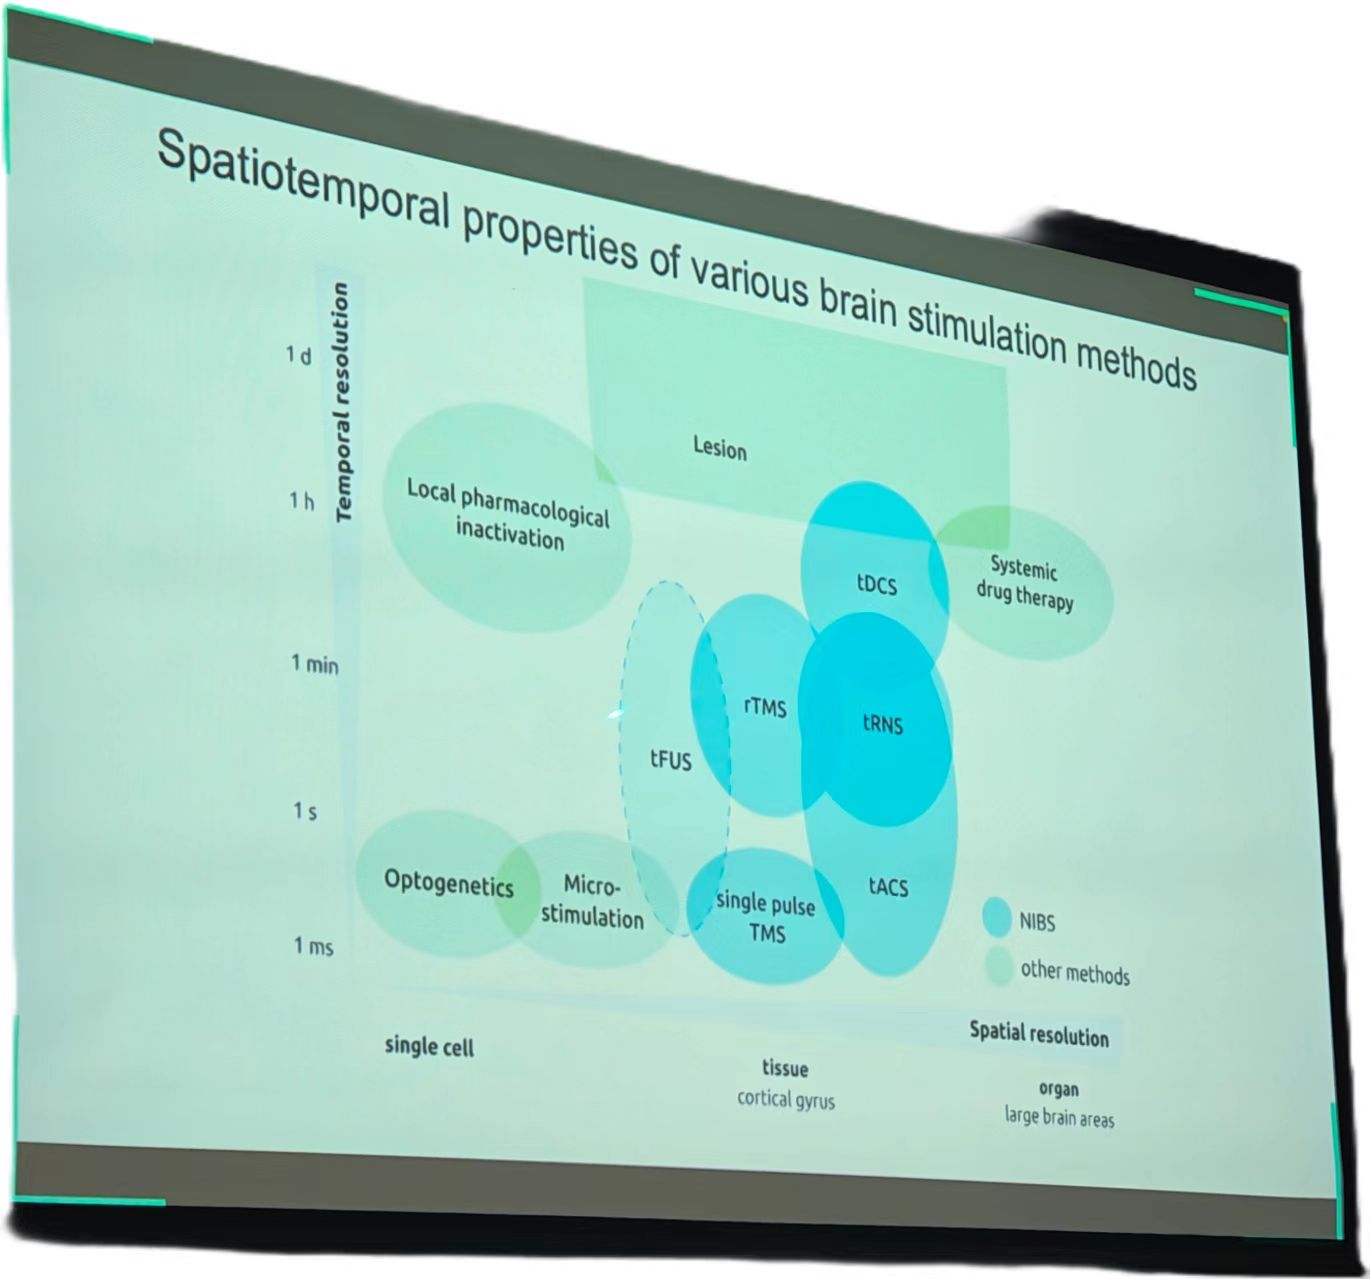 Spatiotemporal properties of various brain stimulation methods
Temporal resolution
1 d
1 h
1 min
1 s
1 ms
Lesion
Local pharmacological
inactivation
tDCS
Systemic
drug therapy
rTMS
tRNS
tFUS
Optogenetics
Micro-
stimulation
single pulse
TMS
tACS
NIBS
other methods
Spatial resolution
single cell
tissue
cortical gyrus
organ
large brain areas